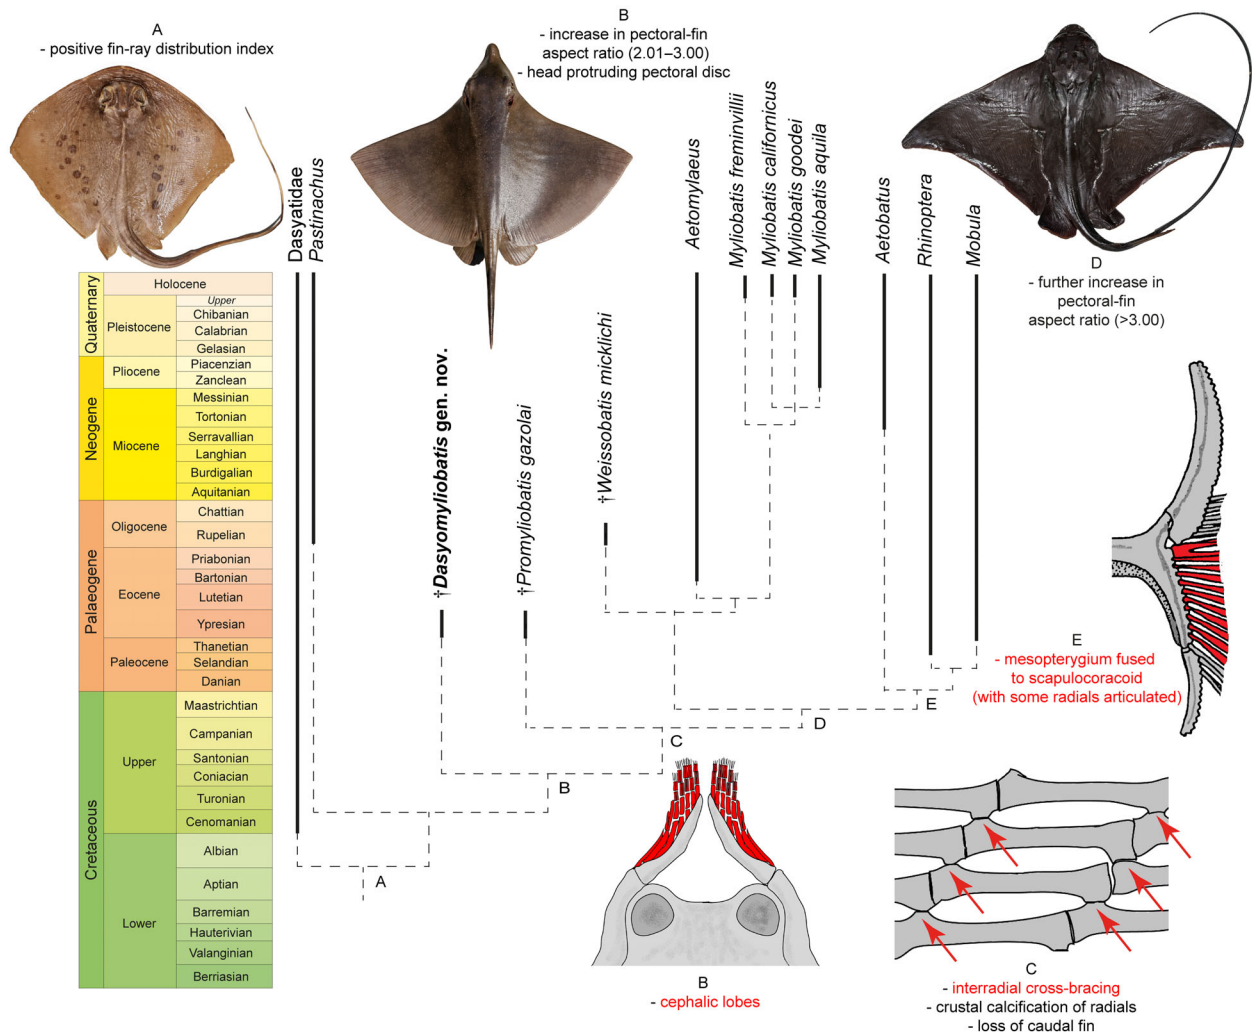 A
- positive fin-ray distribution index
B
- increase in pectoral-fin
aspect ratio (2.01–3.00)
- head protruding pectoral disc
Dasyatidae
Pastinachus
†Dasyomyliobatis gen. nov.
†Promyliobatis gazolai
†Weissobatis micklichi
Aetomylaeus
Myliobatis freminvillii
Myliobatis californicus
Myliobatis goodei
Myliobatis aquila
Aetobatus
Rhinoptera
Mobula
D
- further increase in
pectoral-fin
aspect ratio (>3.00)
Quaternary
Holocene
Pleistocene
Upper
Chibanian
Calabrian
Gelasian
Neogene
Pliocene
Piacenzian
Zanclean
Miocene
Messinian
Tortonian
Serravallian
Langhian
Burdigalian
Aquitanian
Palaeogene
Oligocene
Chattian
Rupelian
Eocene
Priabonian
Bartonian
Lutetian
Ypresian
Paleocene
Thanetian
Selandian
Danian
Cretaceous
Upper
Maastrichtian
Campanian
Santonian
Coniacian
Turonian
Cenomanian
Lower
Albian
Aptian
Barremian
Hauterivian
Valanginian
Berriasian
A
B
C
D
E
E
- mesopterygium fused
to scapulocoracoid
(with some radials articulated)
B
- cephalic lobes
C
- interradial cross-bracing
- crustal calcification of radials
- loss of caudal fin